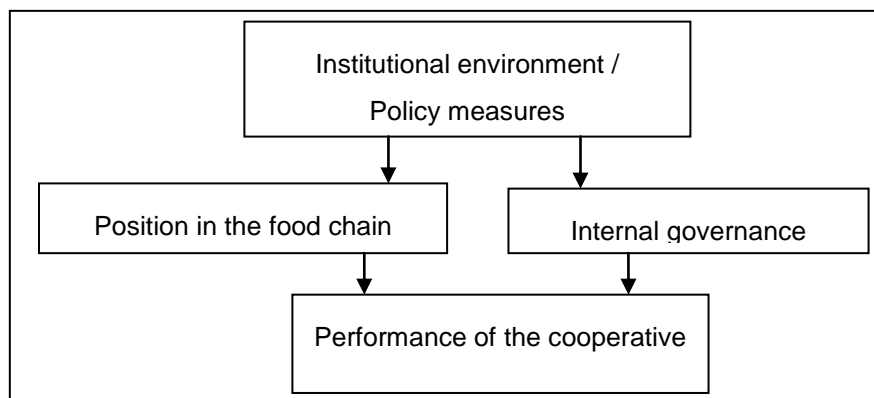 Institutional environment /
Policy measures
Position in the food chain
Internal governance
Performance of the cooperative